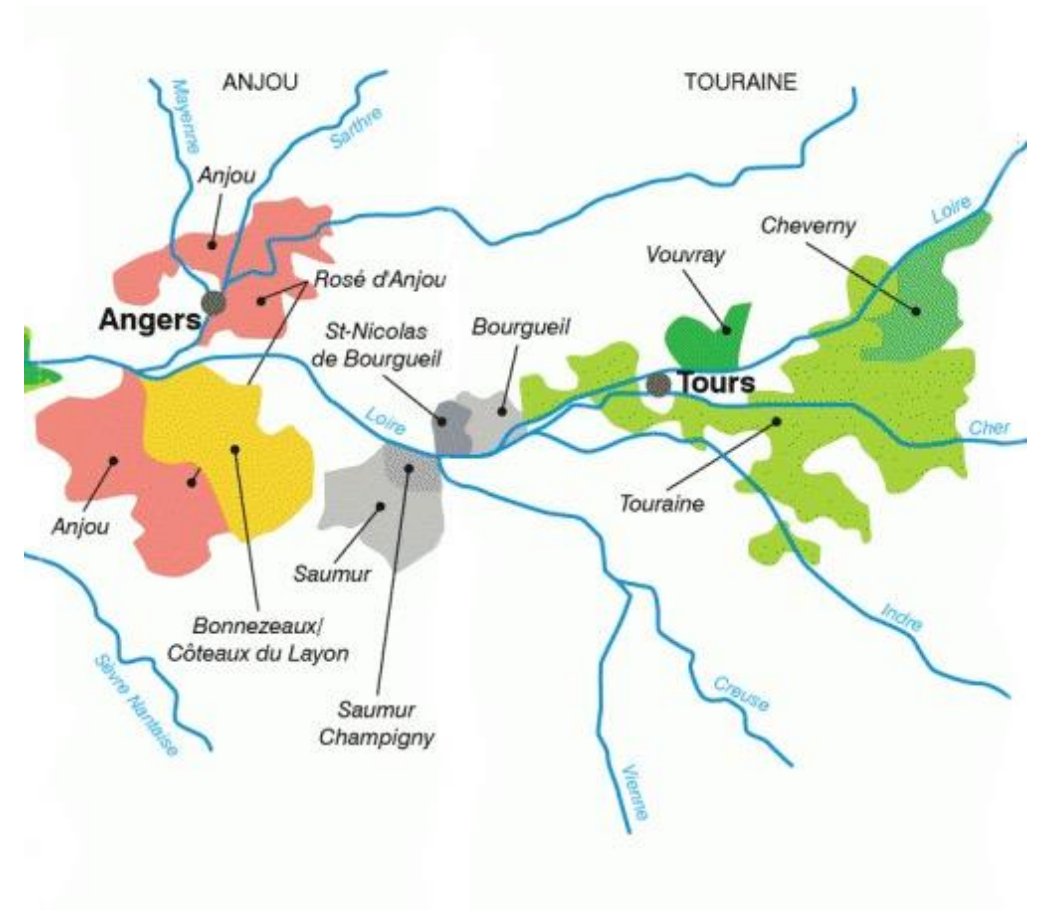 ANJOU
TOURAINE
Mayenne
Sarthre
Anjou
Loire
Cheverny
Vouvray
Rosé d'Anjou
Angers
St-Nicolas
de Bourgueil
Bourgueil
Tours
Loire
Cher
Touraine
Anjou
Saumur
Bonnezeaux/
Côteaux du Layon
Indre
Sèvre Nantaise
Creuse
Saumur
Champigny
Vienne